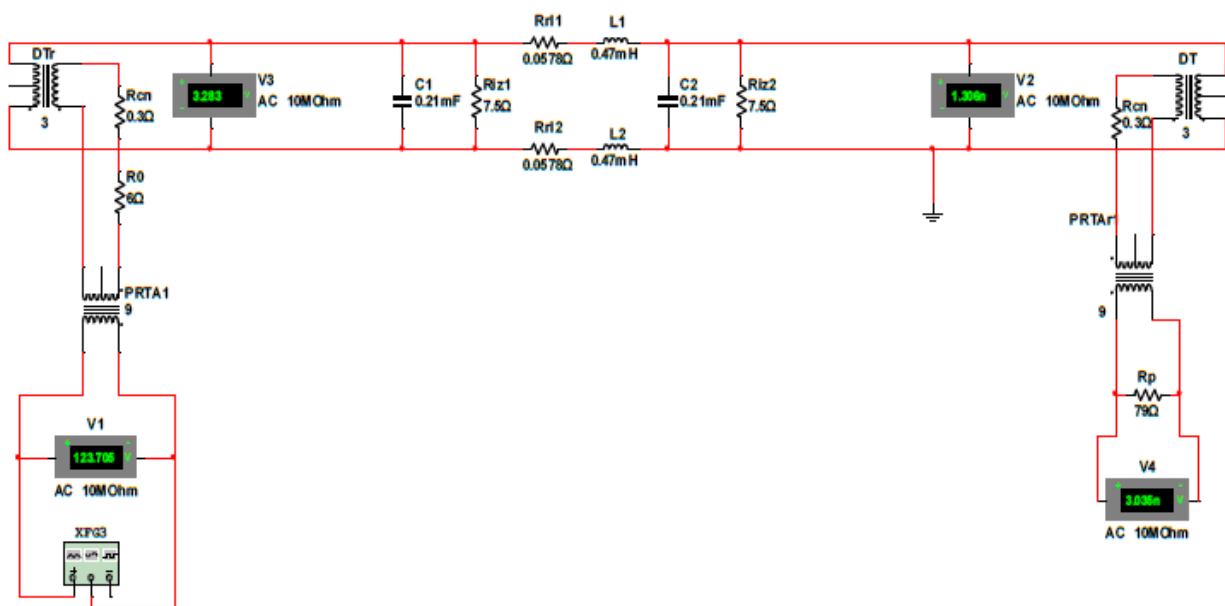 DTr
3
Rcn
0.3Ω
R0
6Ω
PRTA1
9
V1
123.705 V
AC 10MOhm
XFG3
3.283 V
V3
AC 10MOhm
C1
0.21mF
Riz1
7.5Ω
Rrl1
0.0578Ω
L1
0.47mH
Rrl2
0.0578Ω
L2
0.47mH
C2
0.21mF
Riz2
7.5Ω
1.306n V
V2
AC 10MOhm
DT
3
Rcn
0.3Ω
PRTAr1
9
Rp
79Ω
V4
3.035n V
AC 10MOhm